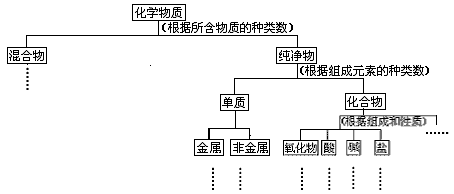 化学物质
(根据所含物质的种类数)
混合物
纯净物
(根据组成元素的种类数)
单质
化合物
(根据组成和性质)
金属
非金属
氧化物
酸
碱
盐